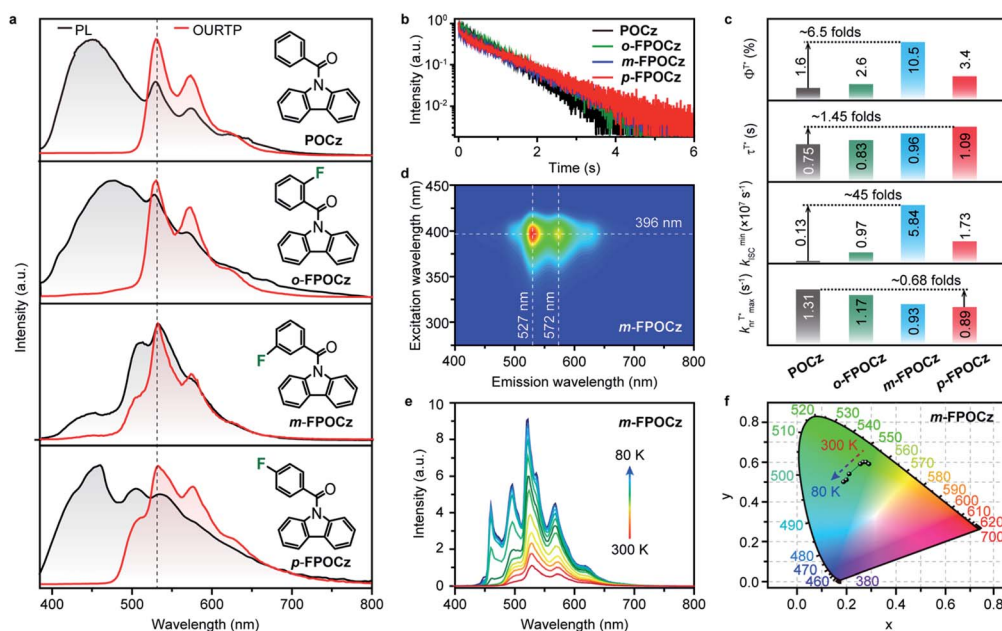 a
PL
OURTP
O
N
POCz
F
O
N
o-FPOCz
F
O
N
m-FPOCz
F
O
N
p-FPOCz
Intensity (a.u.)
400 500 600 700 800
Wavelength (nm)
b
POCz
o-FPOCz
m-FPOCz
p-FPOCz
Intensity (a.u.)
10⁰
10⁻¹
10⁻²
0 2 4 6
Time (s)
c
~6.5 folds
1.6 2.6 10.5 3.4
Φᵀ* (%)
~1.45 folds
0.75 0.83 0.96 1.09
τᵀ* (s)
~45 folds
0.13 0.97 5.84 1.73
k_ISC^min (×10⁷ s⁻¹)
~0.68 folds
1.31 1.17 0.93 0.89
k_nr^T*_max (s⁻¹)
POCz o-FPOCz m-FPOCz p-FPOCz
d
450
400
350
300
Excitation wavelength (nm)
396 nm
527 nm
572 nm
m-FPOCz
400 500 600 700
Emission wavelength (nm)
e
m-FPOCz
10
8
6
4
2
0
Intensity (a.u.)
80 K
300 K
400 500 600 700 800
Wavelength (nm)
f
m-FPOCz
0.8
0.6
0.4
0.2
0.0
y
520 530 540 550 560 570 580 590 600 610 620 700
510
500
490
480
470
460
380
300 K
80 K
0.0 0.2 0.4 0.6 0.8
x